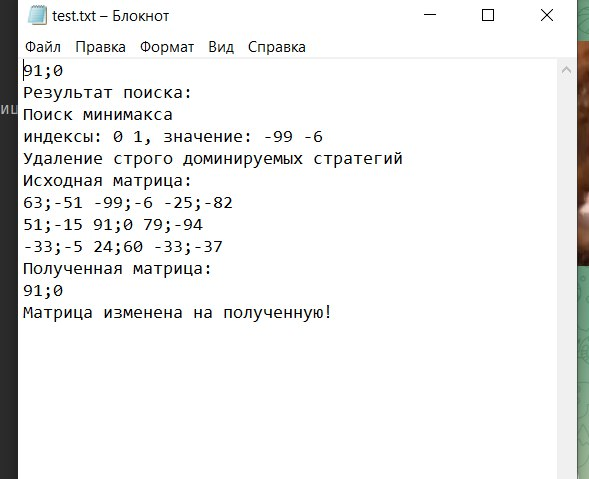 test.txt – Блокнот
Файл Правка Формат Вид Справка
91;0
Результат поиска:
Поиск минимакса
индексы: 0 1, значение: -99 -6
Удаление строго доминируемых стратегий
Исходная матрица:
63;-51 -99;-6 -25;-82
51;-15 91;0 79;-94
-33;-5 24;60 -33;-37
Полученная матрица:
91;0
Матрица изменена на полученную!